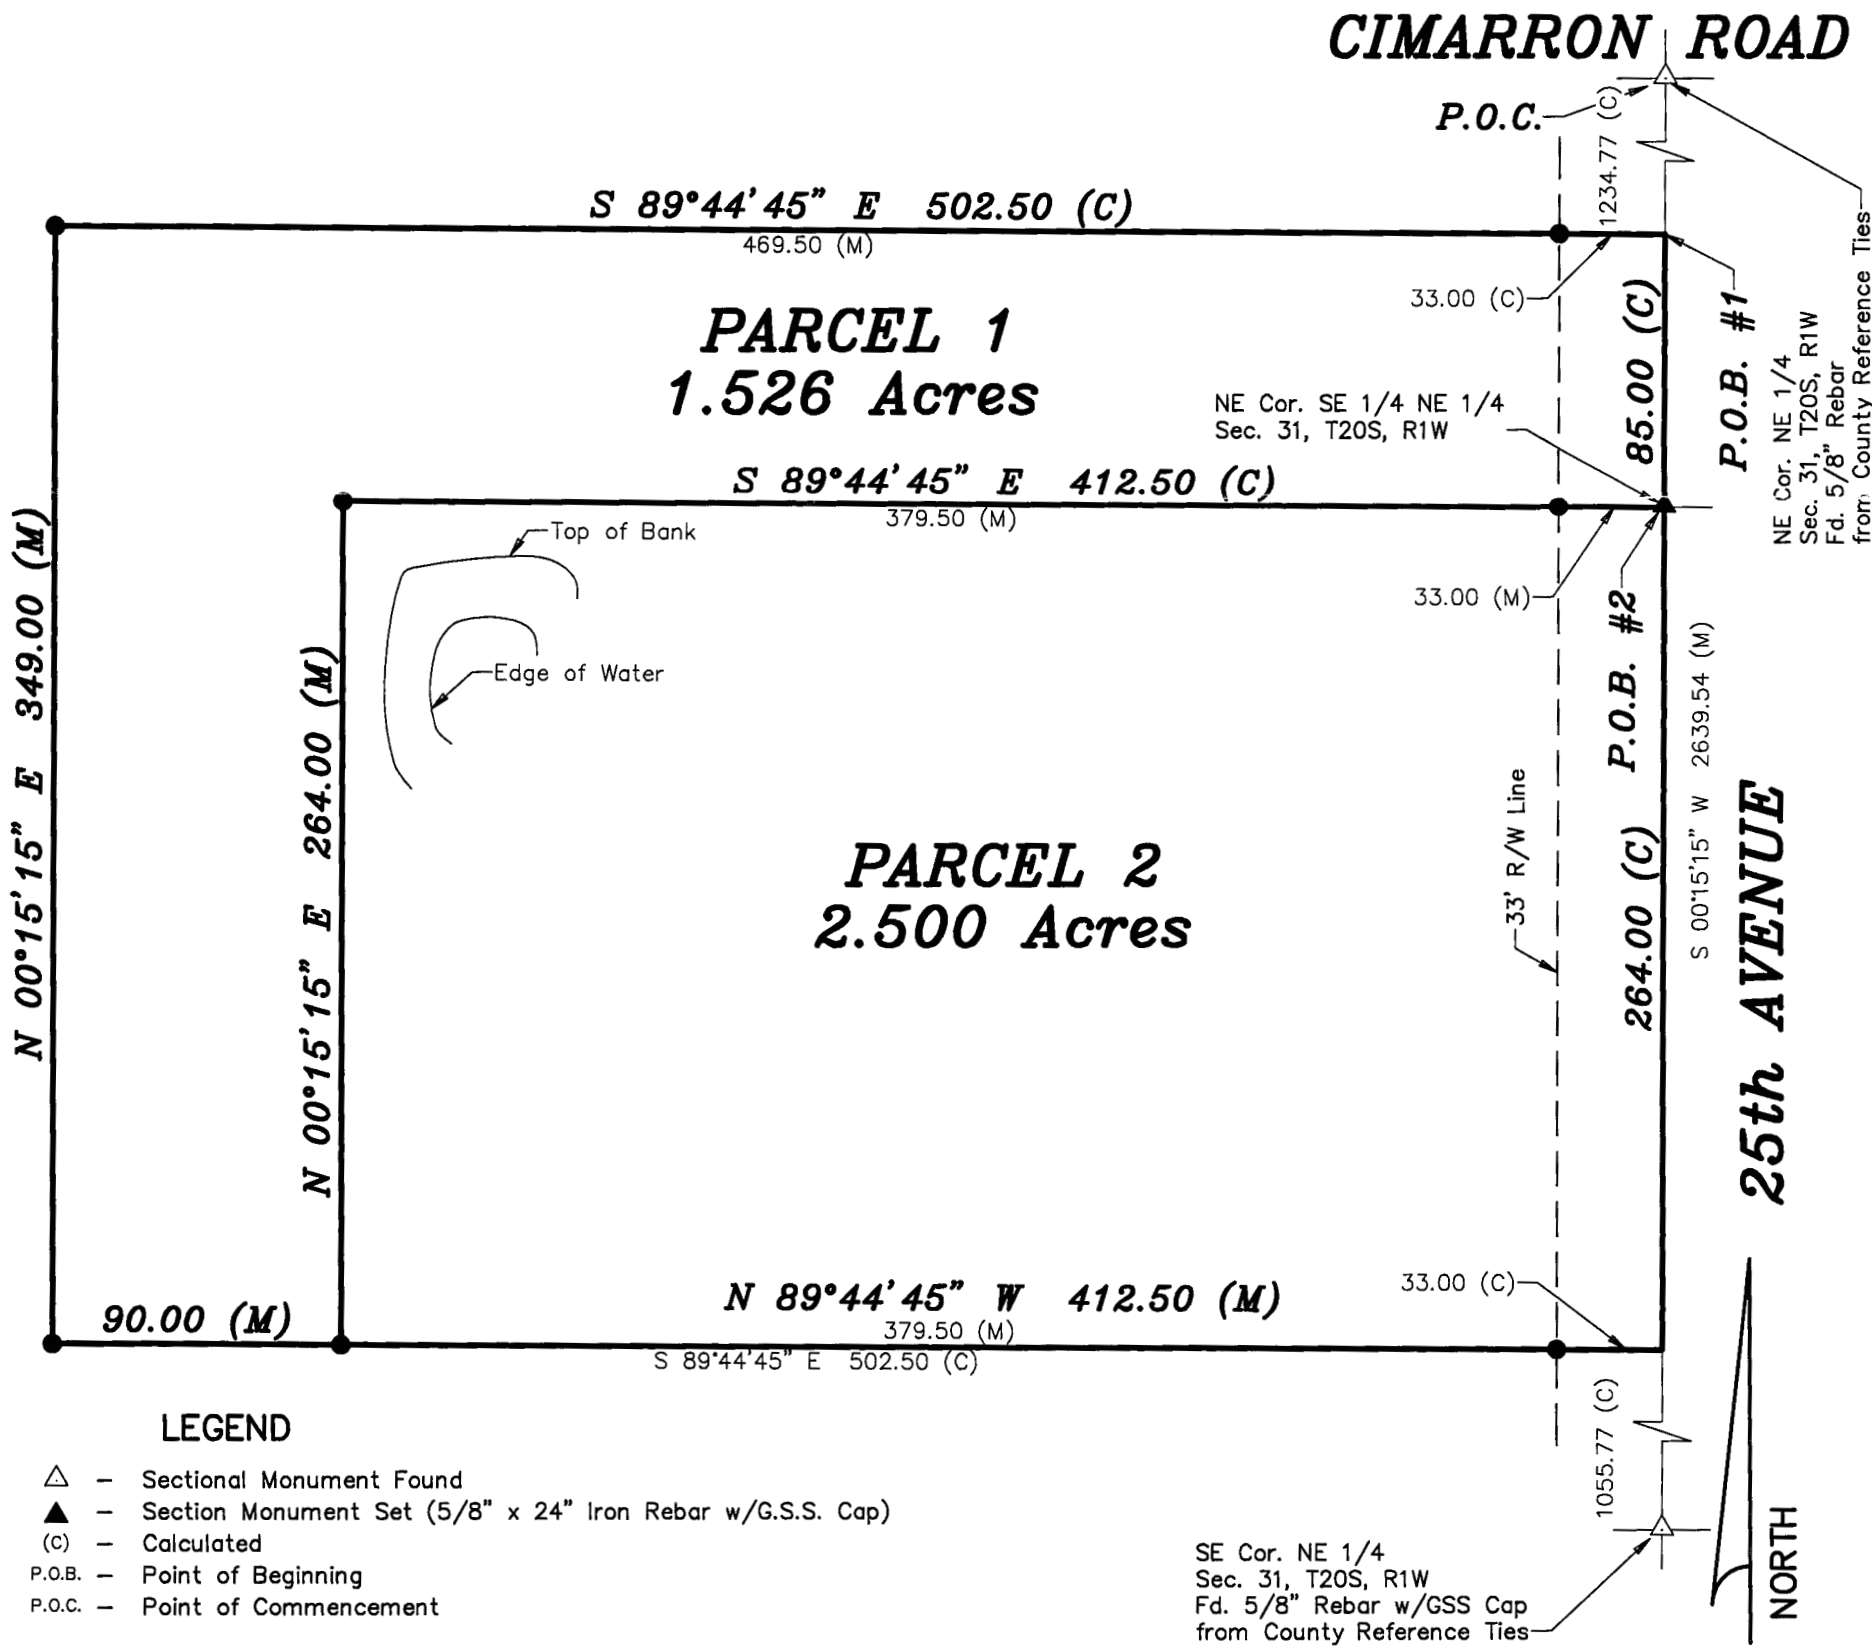 CIMARRON ROAD
P.O.C.
1234.77 (C)
S 89°44'45" E 502.50 (C)
469.50 (M)
33.00 (C)
PARCEL 1
1.526 Acres
85.00 (C)
P.O.B. #1
NE Cor. NE 1/4
Sec. 31, T20S, R1W
Fd. 5/8" Rebar
from County Reference Ties
NE Cor. SE 1/4 NE 1/4
Sec. 31, T20S, R1W
S 89°44'45" E 412.50 (C)
379.50 (M)
33.00 (M)
P.O.B. #2
Top of Bank
Edge of Water
N 00°15'15" E 349.00 (M)
N 00°15'15" E 264.00 (M)
PARCEL 2
2.500 Acres
33' R/W Line
264.00 (C)
S 00°15'15" W 2639.54 (M)
25th AVENUE
90.00 (M)
N 89°44'45" W 412.50 (M)
379.50 (M)
S 89°44'45" E 502.50 (C)
33.00 (C)
1055.77 (C)
LEGEND
△ – Sectional Monument Found
▲ – Section Monument Set (5/8" x 24" Iron Rebar w/G.S.S. Cap)
(C) – Calculated
P.O.B. – Point of Beginning
P.O.C. – Point of Commencement
SE Cor. NE 1/4
Sec. 31, T20S, R1W
Fd. 5/8" Rebar w/GSS Cap
from County Reference Ties
NORTH